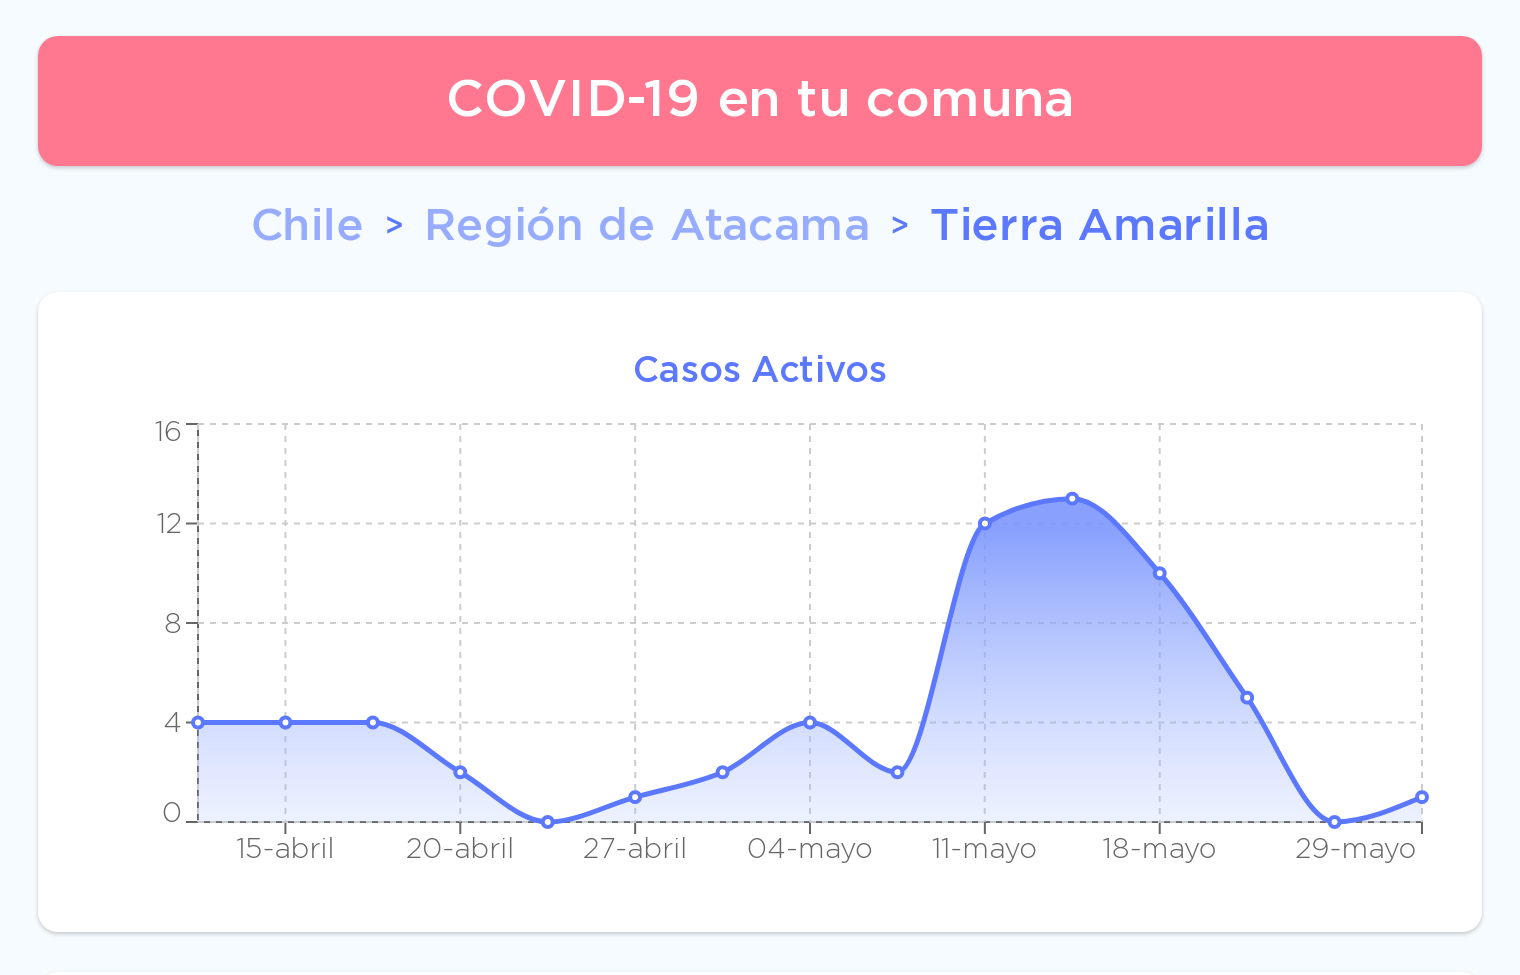 COVID-19 en tu comuna
Chile > Región de Atacama > Tierra Amarilla
Casos Activos
16
12
8
4
0
15-abril 20-abril 27-abril 04-mayo 11-mayo 18-mayo 29-mayo